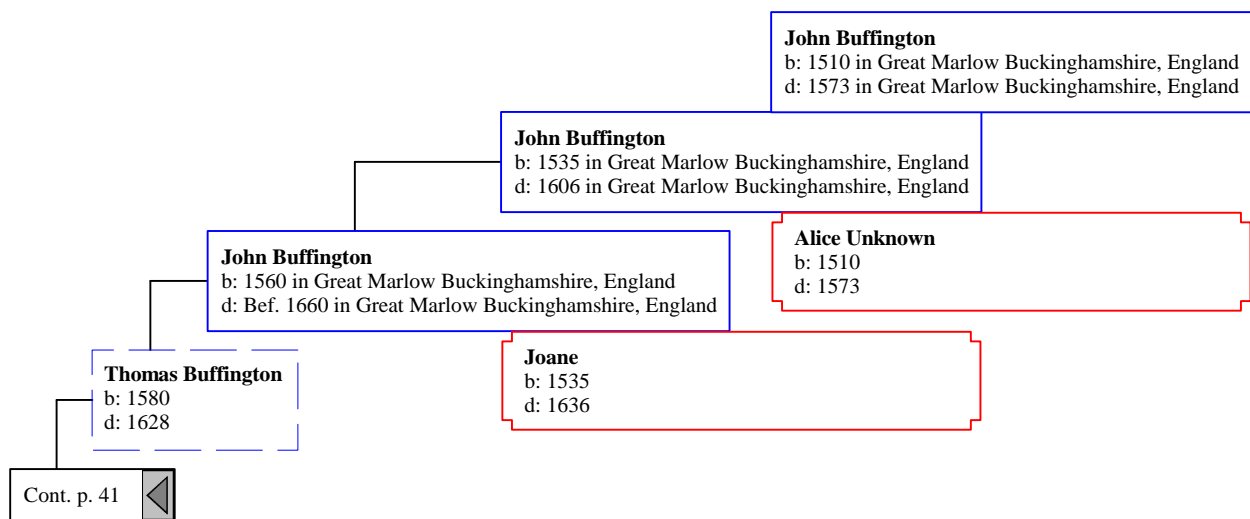 John Buffington
b: 1510 in Great Marlow Buckinghamshire, England
d: 1573 in Great Marlow Buckinghamshire, England
John Buffington
b: 1535 in Great Marlow Buckinghamshire, England
d: 1606 in Great Marlow Buckinghamshire, England
Alice Unknown
b: 1510
d: 1573
John Buffington
b: 1560 in Great Marlow Buckinghamshire, England
d: Bef. 1660 in Great Marlow Buckinghamshire, England
Joane
b: 1535
d: 1636
Thomas Buffington
b: 1580
d: 1628
Cont. p. 41